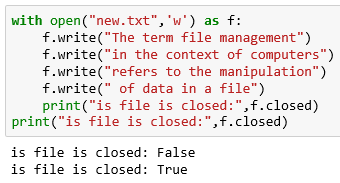 with open("new.txt",'w') as f:
    f.write("The term file management")
    f.write("in the context of computers")
    f.write("refers to the manipulation")
    f.write(" of data in a file")
    print("is file is closed:",f.closed)
print("is file is closed:",f.closed)
is file is closed: False
is file is closed: True